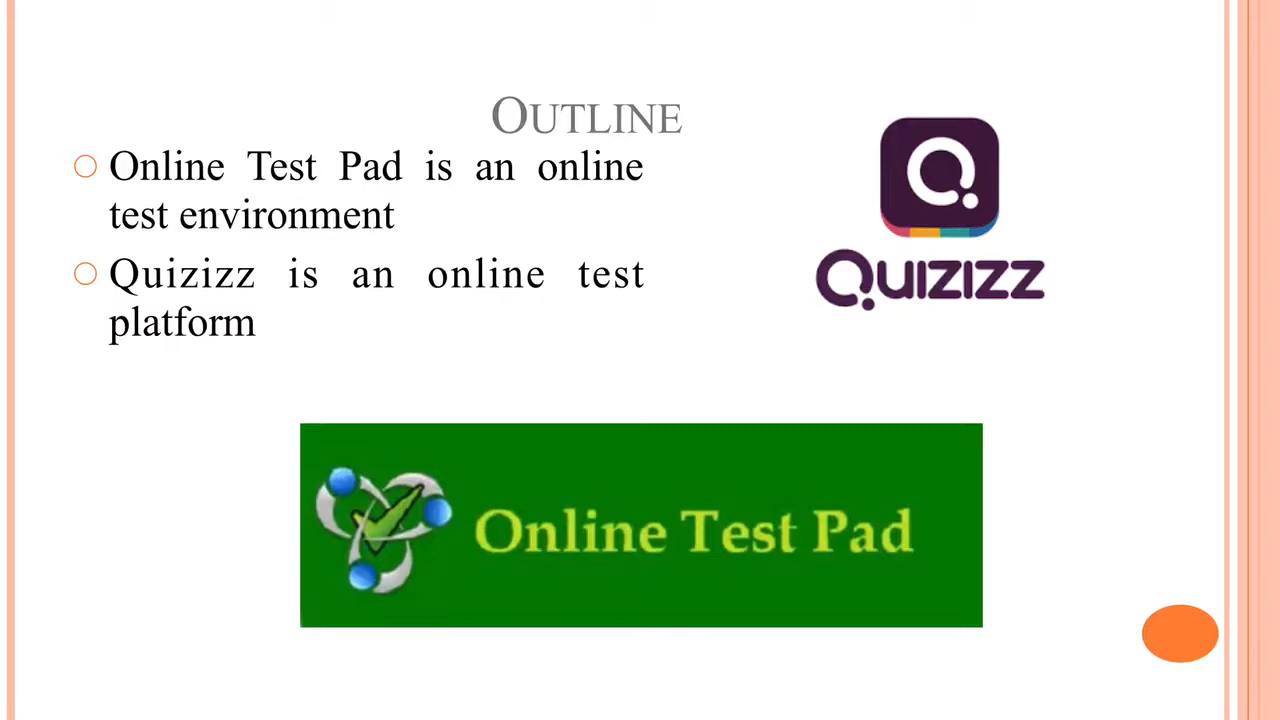 OUTLINE
Online Test Pad is an online
test environment
Quizizz is an online test
platform
Quizizz
Online Test Pad